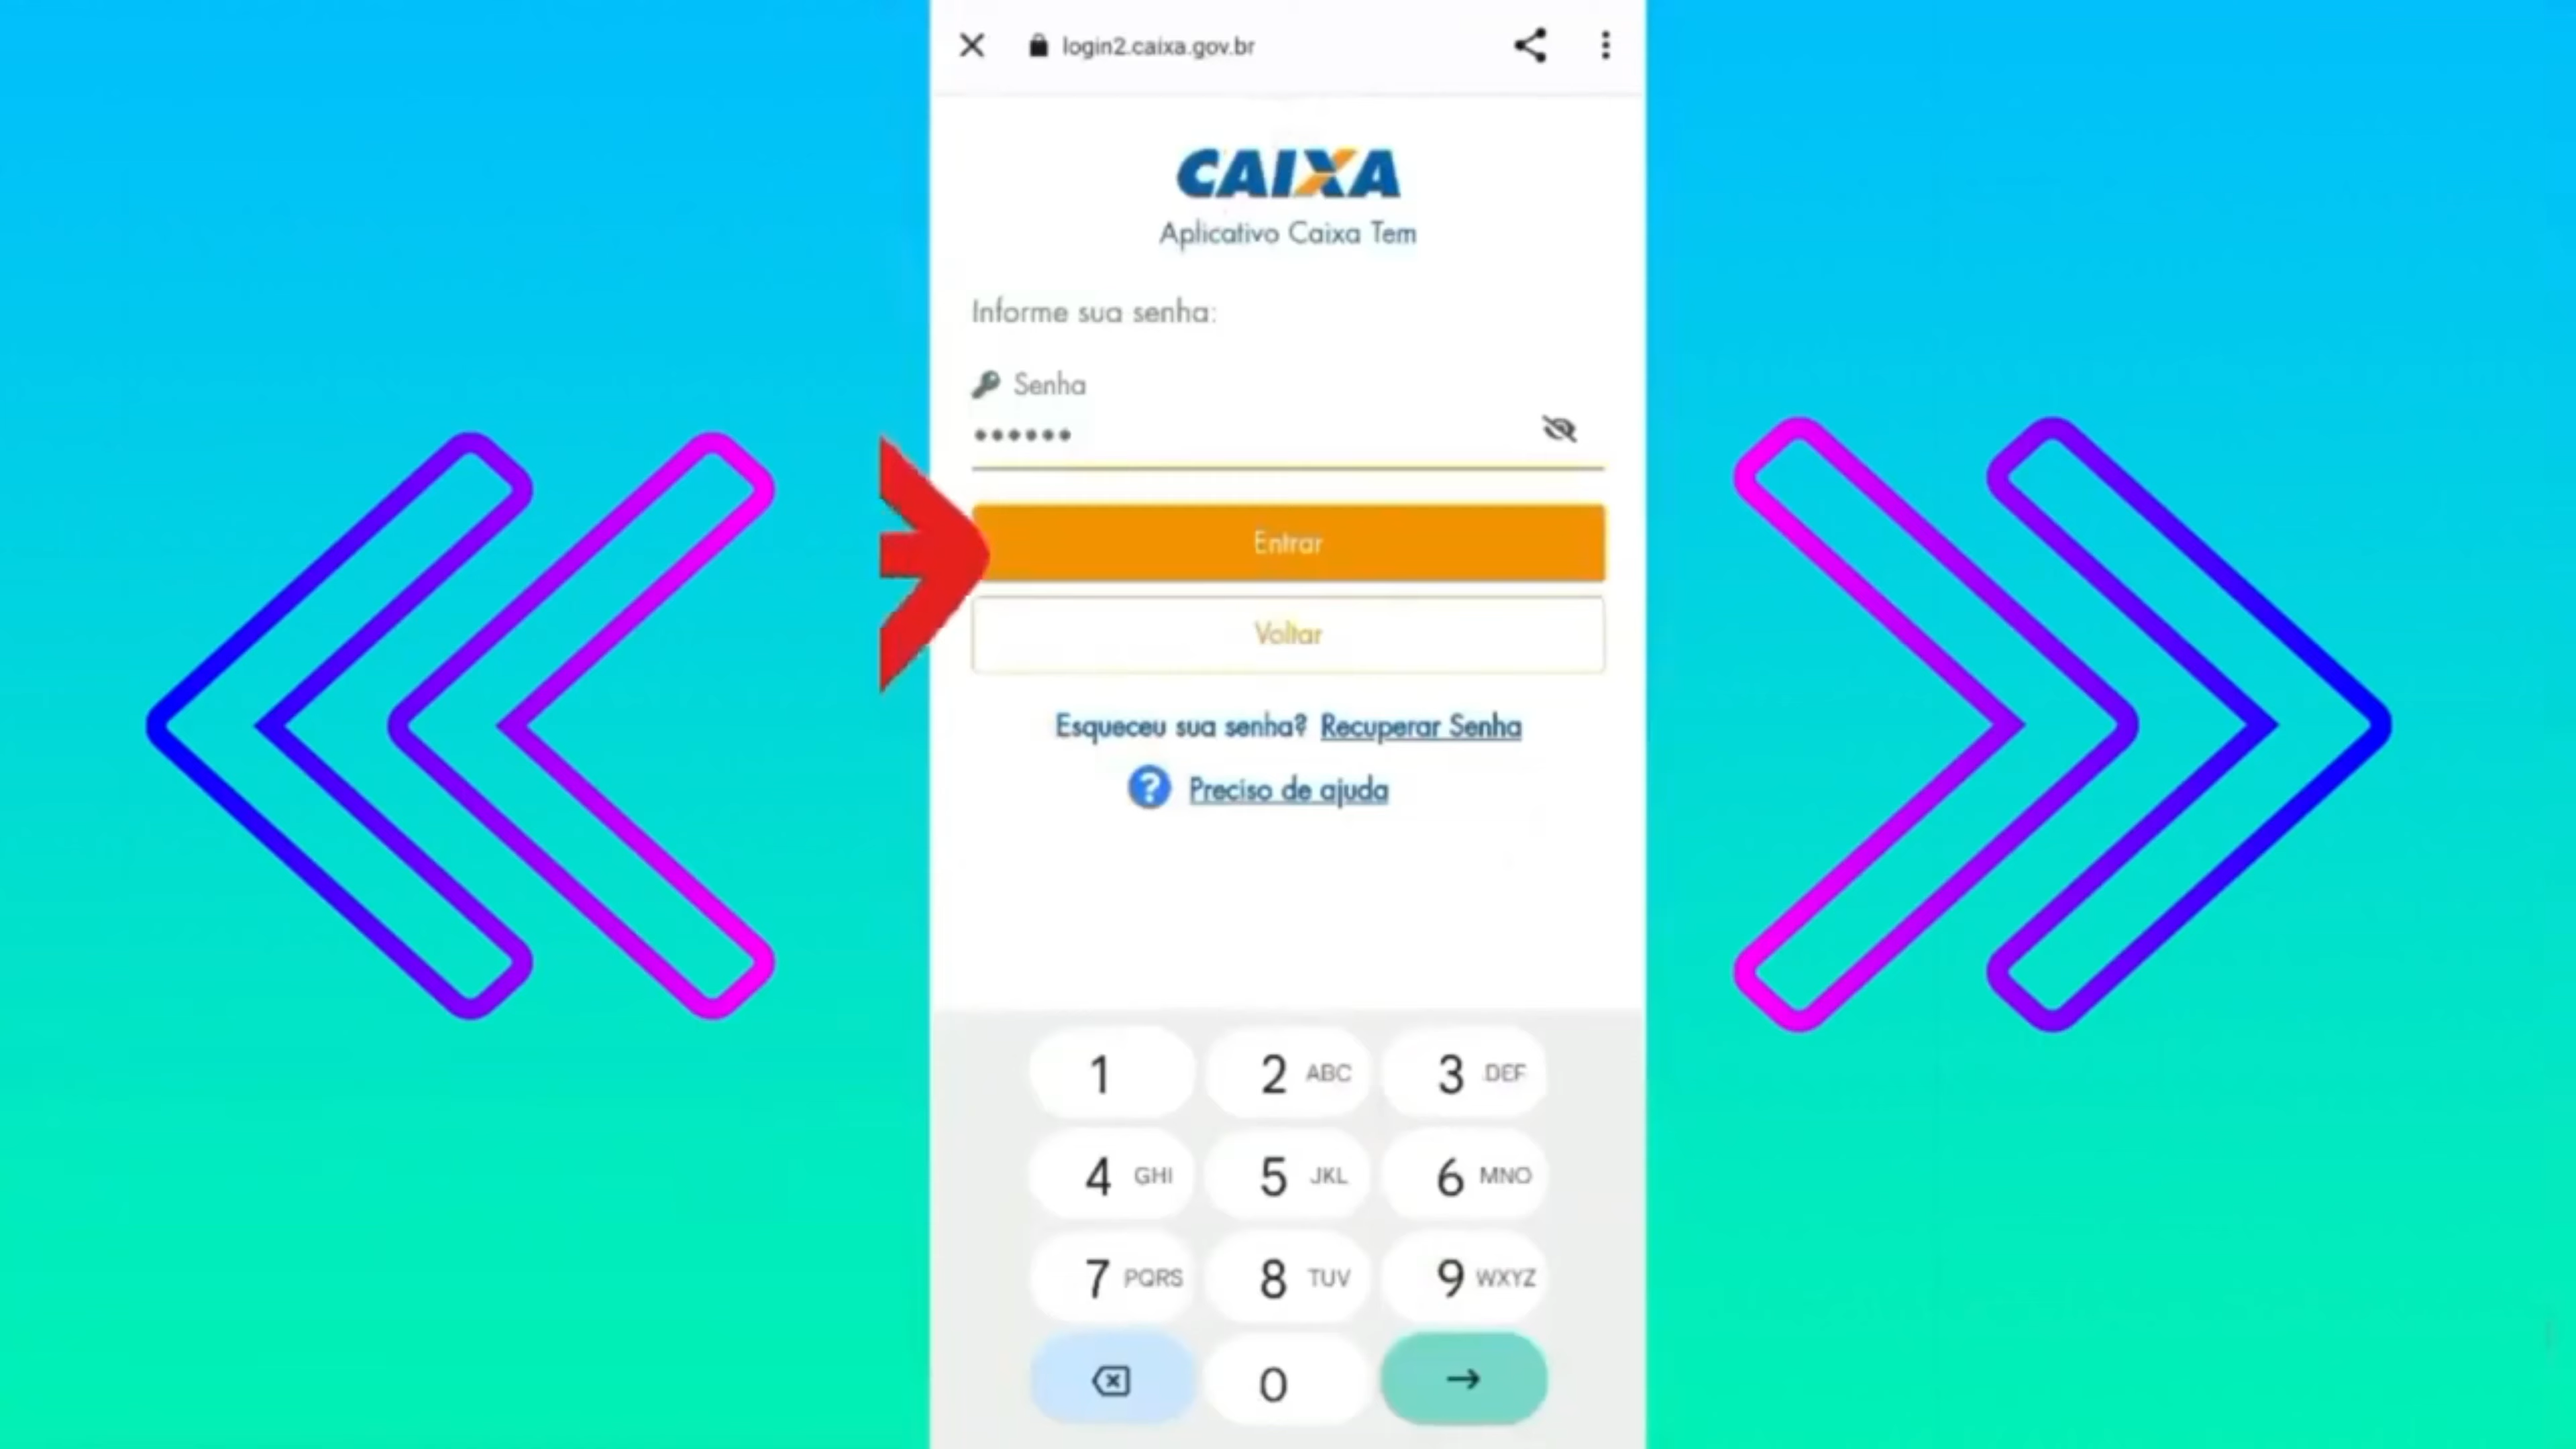 login2.caixa.gov.br
CAIXA
Aplicativo Caixa Tem
Informe sua senha:
Senha
Entrar
Voltar
Esqueceu sua senha? Recuperar Senha
? Preciso de ajuda
1 2 ABC 3 DEF
4 GHI 5 JKL 6 MNO
7 PQRS 8 TUV 9 WXYZ
0